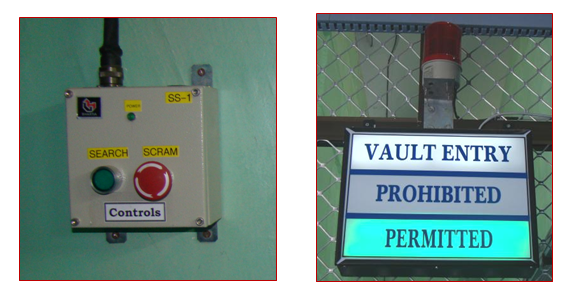 SS-1
POWER
SEARCH SCRAM
Controls
VAULT ENTRY
PROHIBITED
PERMITTED